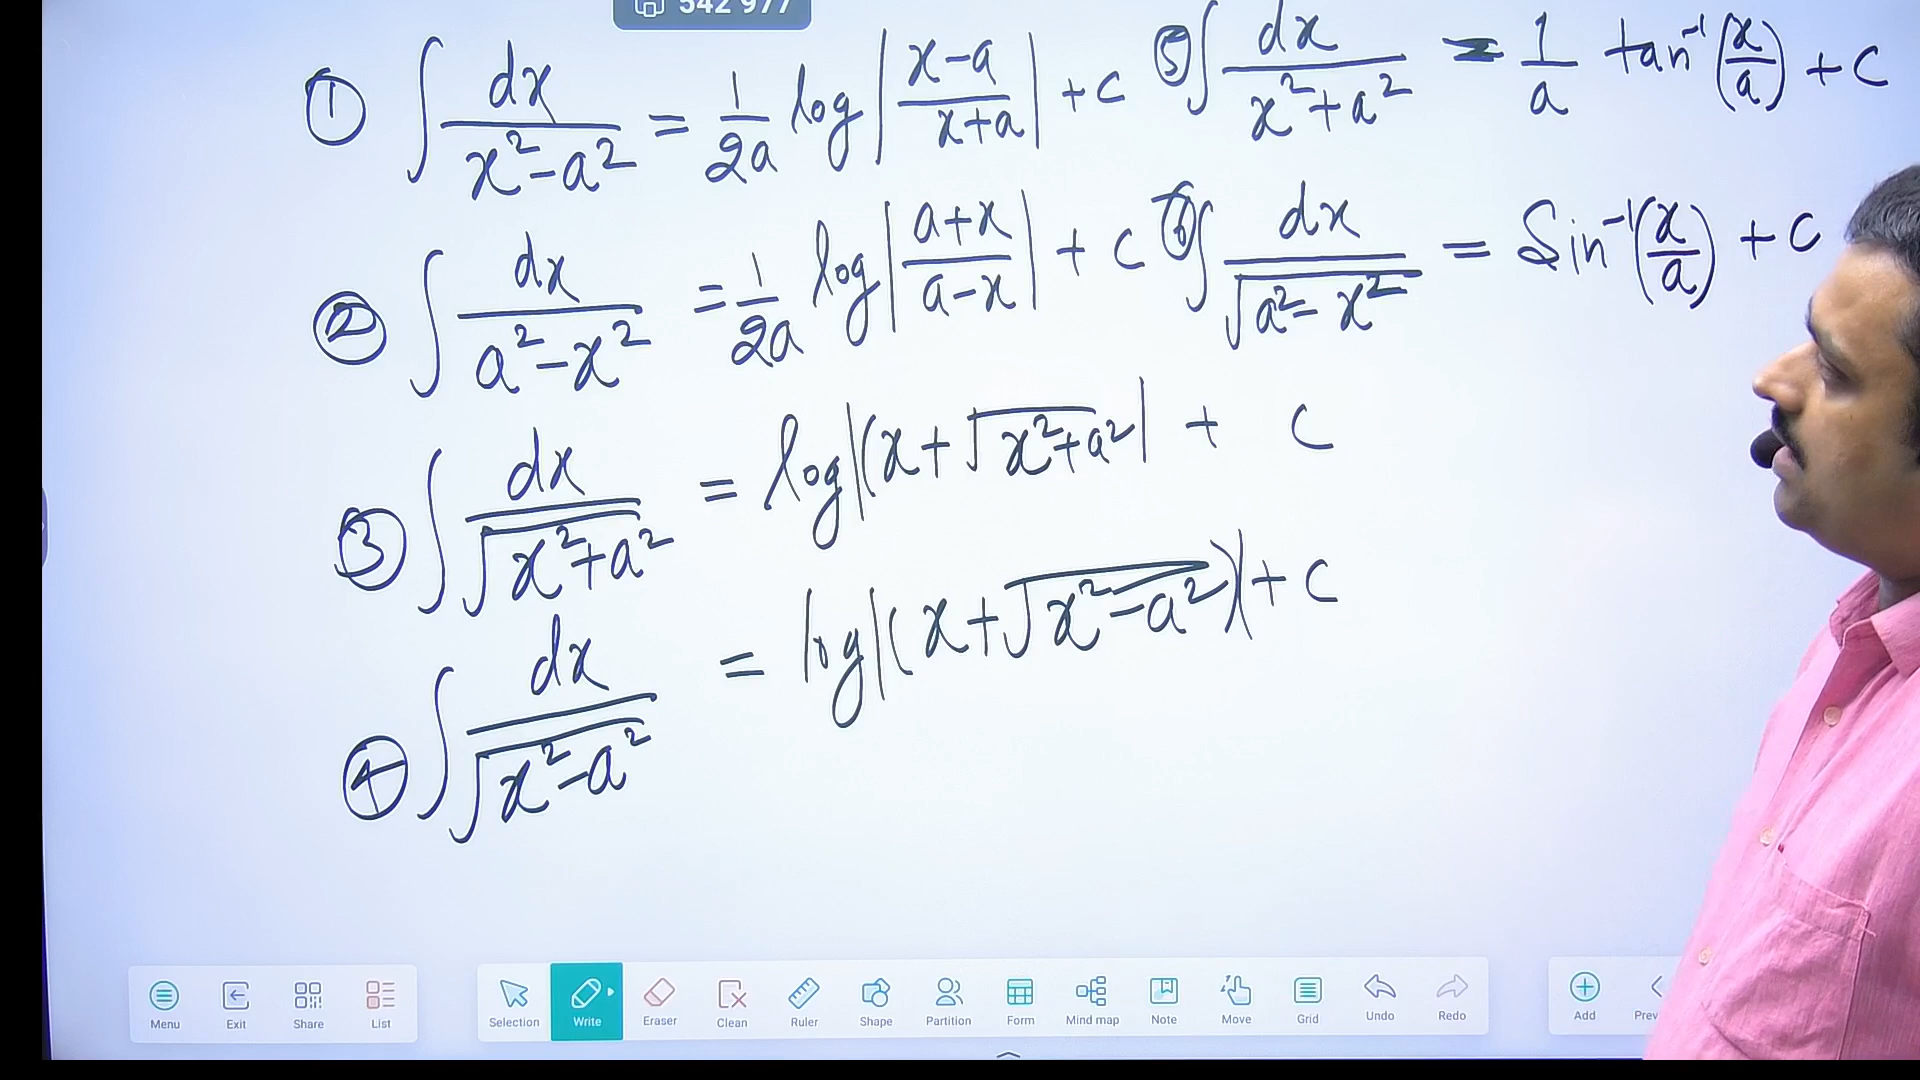 542 977
① ∫ dx/(x²-a²) = 1/2a log |(x-a)/(x+a)| + c
⑤ ∫ dx/(x²+a²) = 1/a tan⁻¹(x/a) + c
② ∫ dx/(a²-x²) = 1/2a log |(a+x)/(a-x)| + c
⑥ ∫ dx/√(a²-x²) = Sin⁻¹(x/a) + c
③ ∫ dx/√(x²+a²) = log |(x+√(x²+a²)| + c
④ ∫ dx/√(x²-a²) = log |(x+√(x²-a²))| + c
Menu Exit Share List Selection Write Eraser Clean Ruler Shape Partition Form Mind map Note Move Grid Undo Redo Add